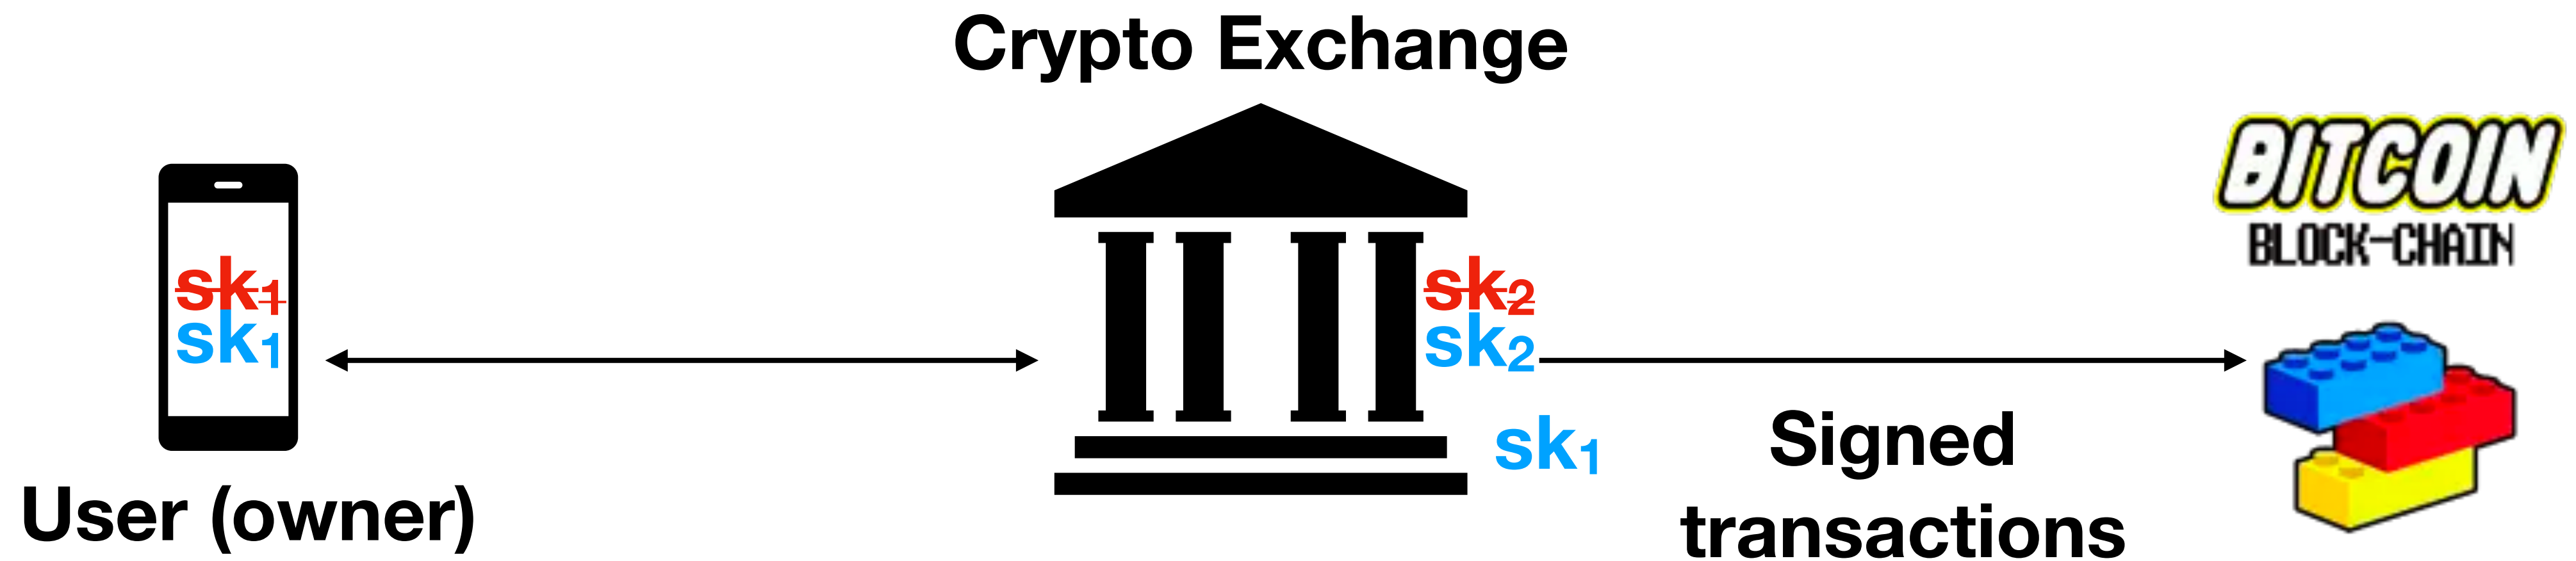 Crypto Exchange
BITCOIN
BLOCK-CHAIN
sk1
sk1
sk2
sk2
sk1
User (owner)
Signed
transactions